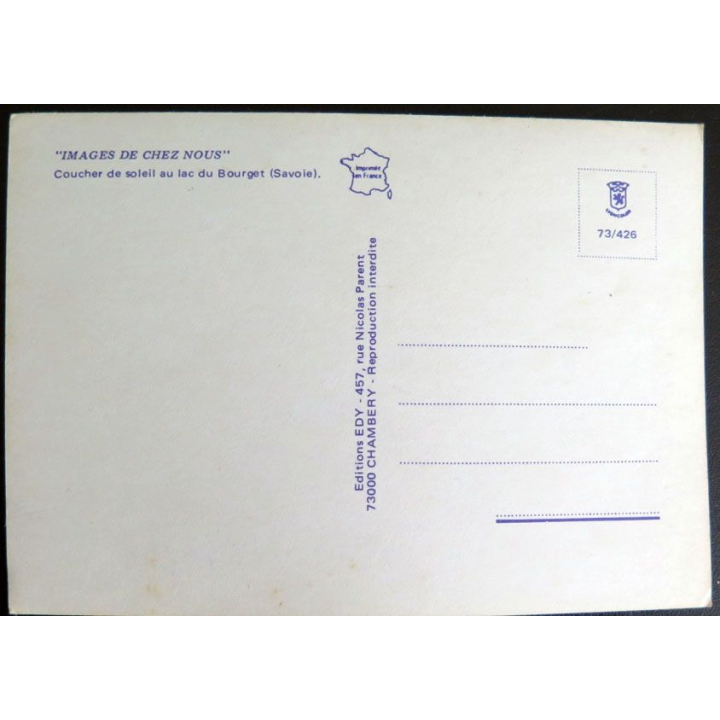 "IMAGES DE CHEZ NOUS"
Coucher de soleil au lac du Bourget (Savoie).
Imprimée
en France
Editions EDY - 457, rue Nicolas Parent
73000 CHAMBERY - Reproduction interdite
73/426